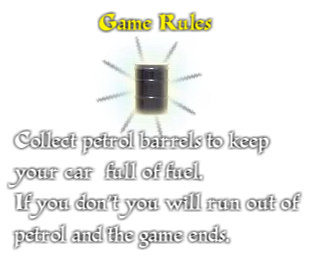 Game Rules
Collect petrol barrels to keep
your car full of fuel.
If you don't you will run out of
petrol and the game ends.